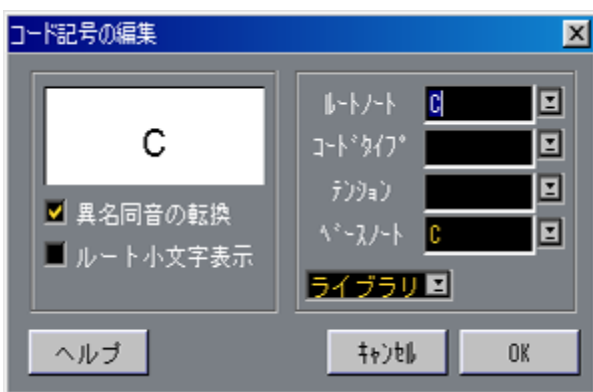 コード記号の編集
C
異名同音の転換
ルート小文字表示
ﾙｰﾄﾉｰﾄ C
ｺｰﾄﾞﾀｲﾌﾟ
ﾃﾝｼｮﾝ
ﾍﾞｰｽﾉｰﾄ C
ライブラリ
ヘルプ
ｷｬﾝｾﾙ
OK